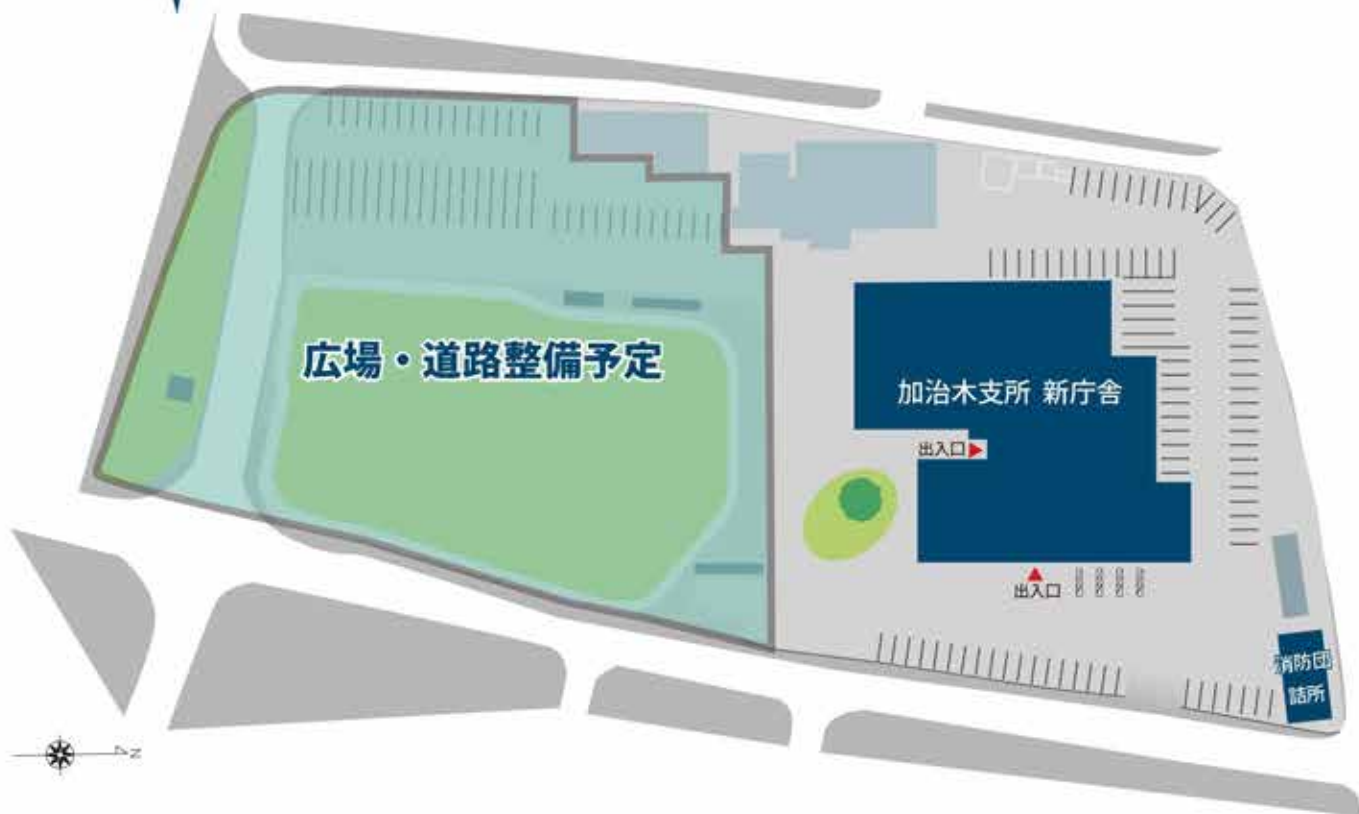 広場・道路整備予定
加治木支所 新庁舎
出入口
出入口
消防団
詰所
N